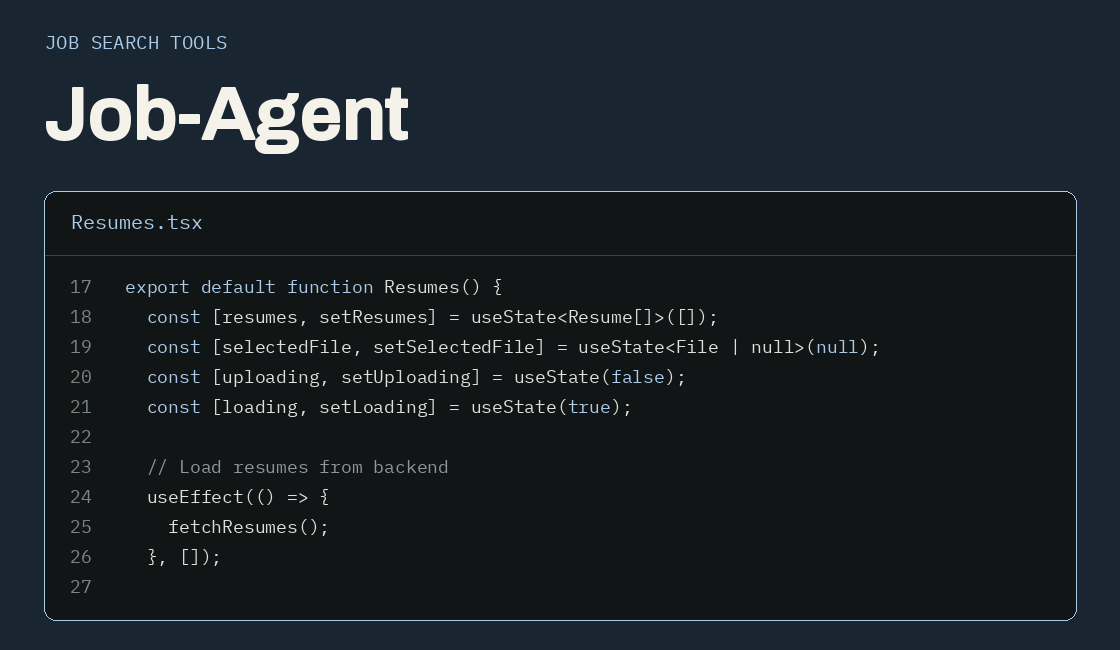 JOB SEARCH TOOLS
Job-Agent
Resumes.tsx
17 export default function Resumes() {
18   const [resumes, setResumes] = useState<Resume[]>([]);
19   const [selectedFile, setSelectedFile] = useState<File | null>(null);
20   const [uploading, setUploading] = useState(false);
21   const [loading, setLoading] = useState(true);
22
23   // Load resumes from backend
24   useEffect(() => {
25     fetchResumes();
26   }, []);
27